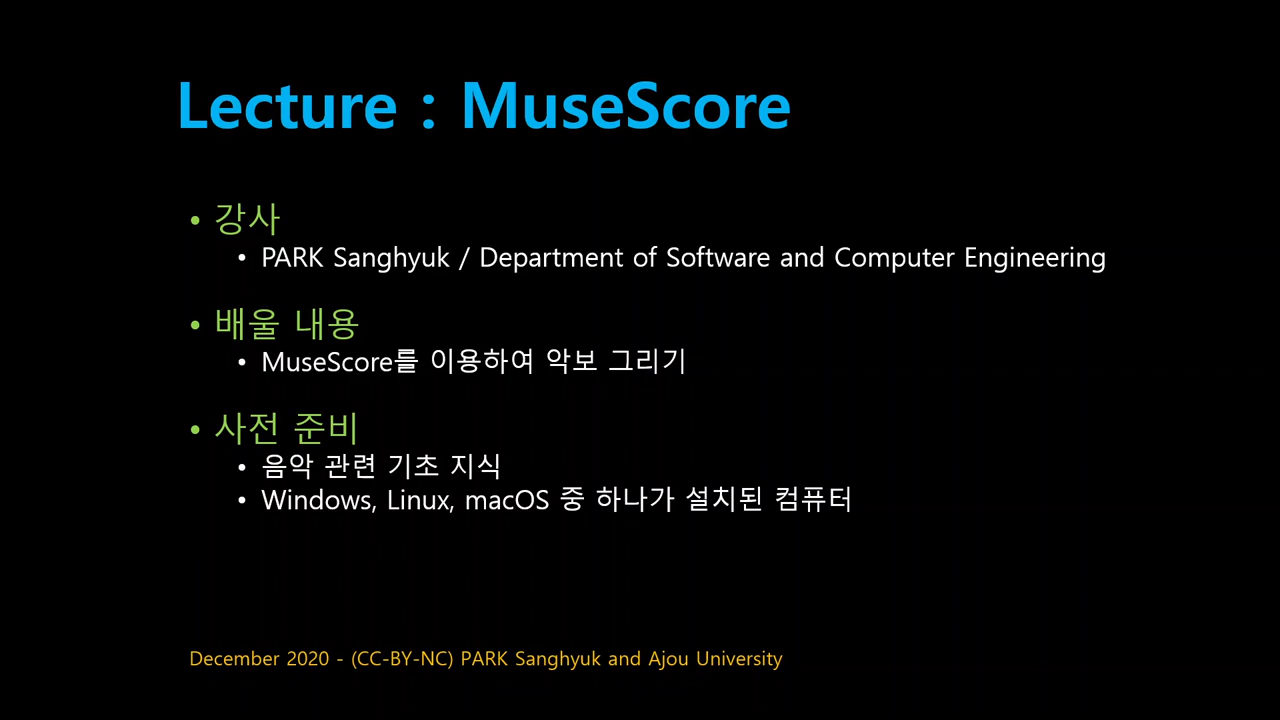 Lecture : MuseScore
• 강사
• PARK Sanghyuk / Department of Software and Computer Engineering
• 배울 내용
• MuseScore를 이용하여 악보 그리기
• 사전 준비
• 음악 관련 기초 지식
• Windows, Linux, macOS 중 하나가 설치된 컴퓨터
December 2020 - (CC-BY-NC) PARK Sanghyuk and Ajou University